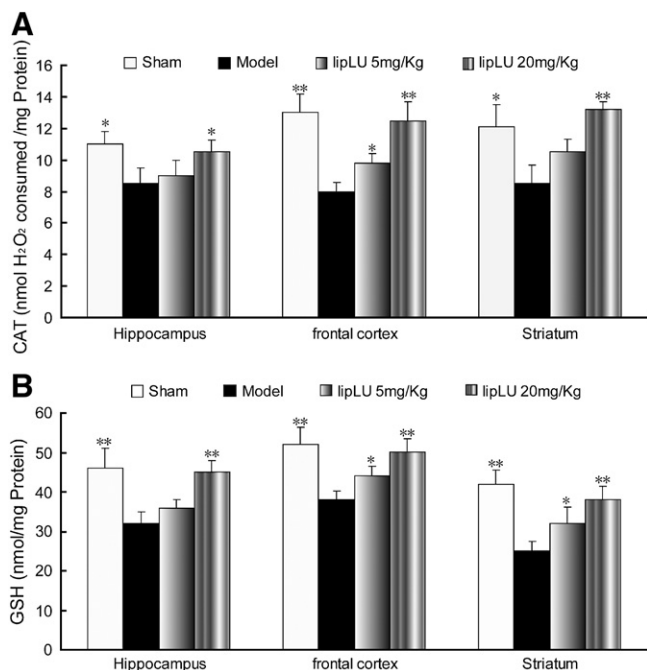 A
Sham Model lipLU 5mg/Kg lipLU 20mg/Kg
CAT (nmol H₂O₂ consumed /mg Protein)
16
14
12
10
8
6
4
2
0
* * ** * ** * **
Hippocampus frontal cortex Striatum
B
Sham Model lipLU 5mg/Kg lipLU 20mg/Kg
GSH (nmol/mg Protein)
60
50
40
30
20
10
0
** ** ** * ** ** * **
Hippocampus frontal cortex Striatum